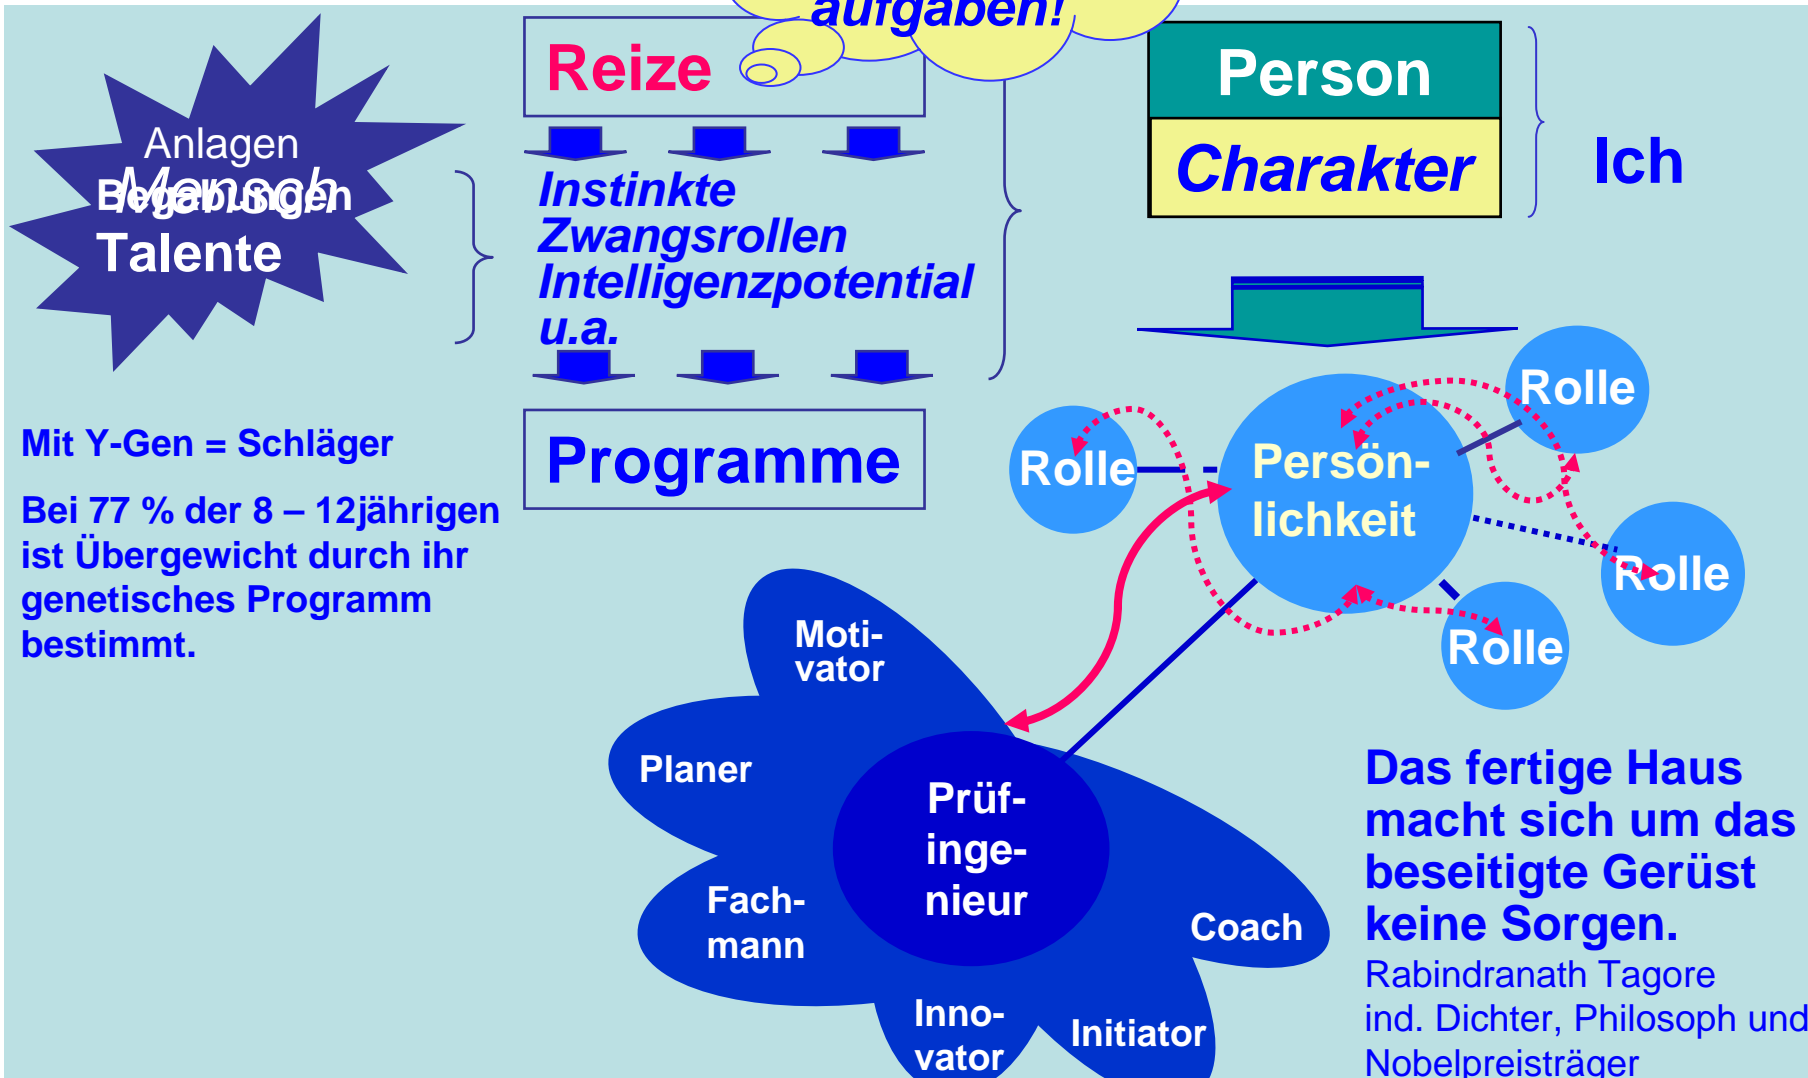 aufgaben!
Anlagen
Mensch
Begabungen
Talente
Reize
Instinkte
Zwangsrollen
Intelligenzpotential
u.a.
Programme
Person
Charakter
Ich
Mit Y-Gen = Schläger
Bei 77 % der 8 – 12jährigen
ist Übergewicht durch ihr
genetisches Programm
bestimmt.
Rolle
Persön-
lichkeit
Rolle
Rolle
Rolle
Moti-
vator
Planer
Fach-
mann
Inno-
vator
Initiator
Coach
Prüf-
inge-
nieur
Das fertige Haus
macht sich um das
beseitigte Gerüst
keine Sorgen.
Rabindranath Tagore
ind. Dichter, Philosoph und
Nobelpreisträger